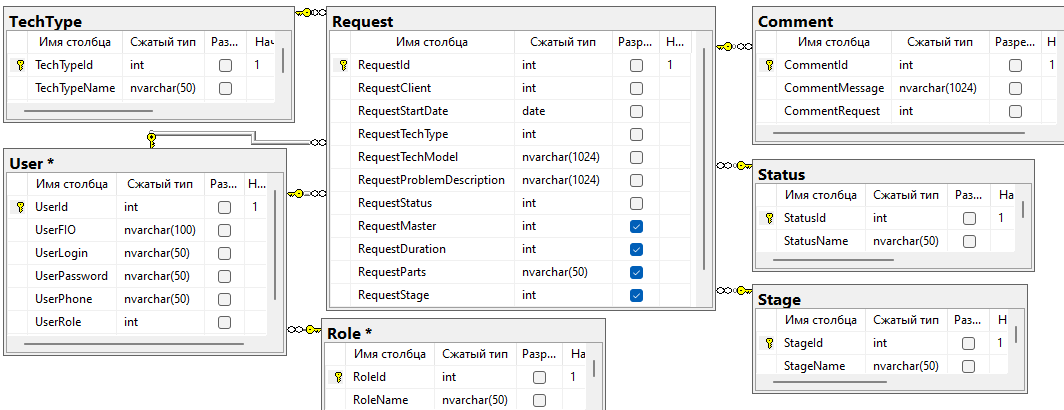 TechType
Имя столбца Сжатый тип Раз... Нач
TechTypeId int 1
TechTypeName nvarchar(50)
User *
Имя столбца Сжатый тип Раз... Н...
UserId int 1
UserFIO nvarchar(100)
UserLogin nvarchar(50)
UserPassword nvarchar(50)
UserPhone nvarchar(50)
UserRole int
Request
Имя столбца Сжатый тип Разр... Н...
RequestId int 1
RequestClient int
RequestStartDate date
RequestTechType int
RequestTechModel nvarchar(1024)
RequestProblemDescription nvarchar(1024)
RequestStatus int
RequestMaster int
RequestDuration int
RequestParts nvarchar(50)
RequestStage int
Role *
Имя столбца Сжатый тип Разр... На
RoleId int 1
RoleName nvarchar(50)
Comment
Имя столбца Сжатый тип Разре... Н
CommentId int 1
CommentMessage nvarchar(1024)
CommentRequest int
Status
Имя столбца Сжатый тип Раз... На
StatusId int 1
StatusName nvarchar(50)
Stage
Имя столбца Сжатый тип Раз... Н
StageId int 1
StageName nvarchar(50)